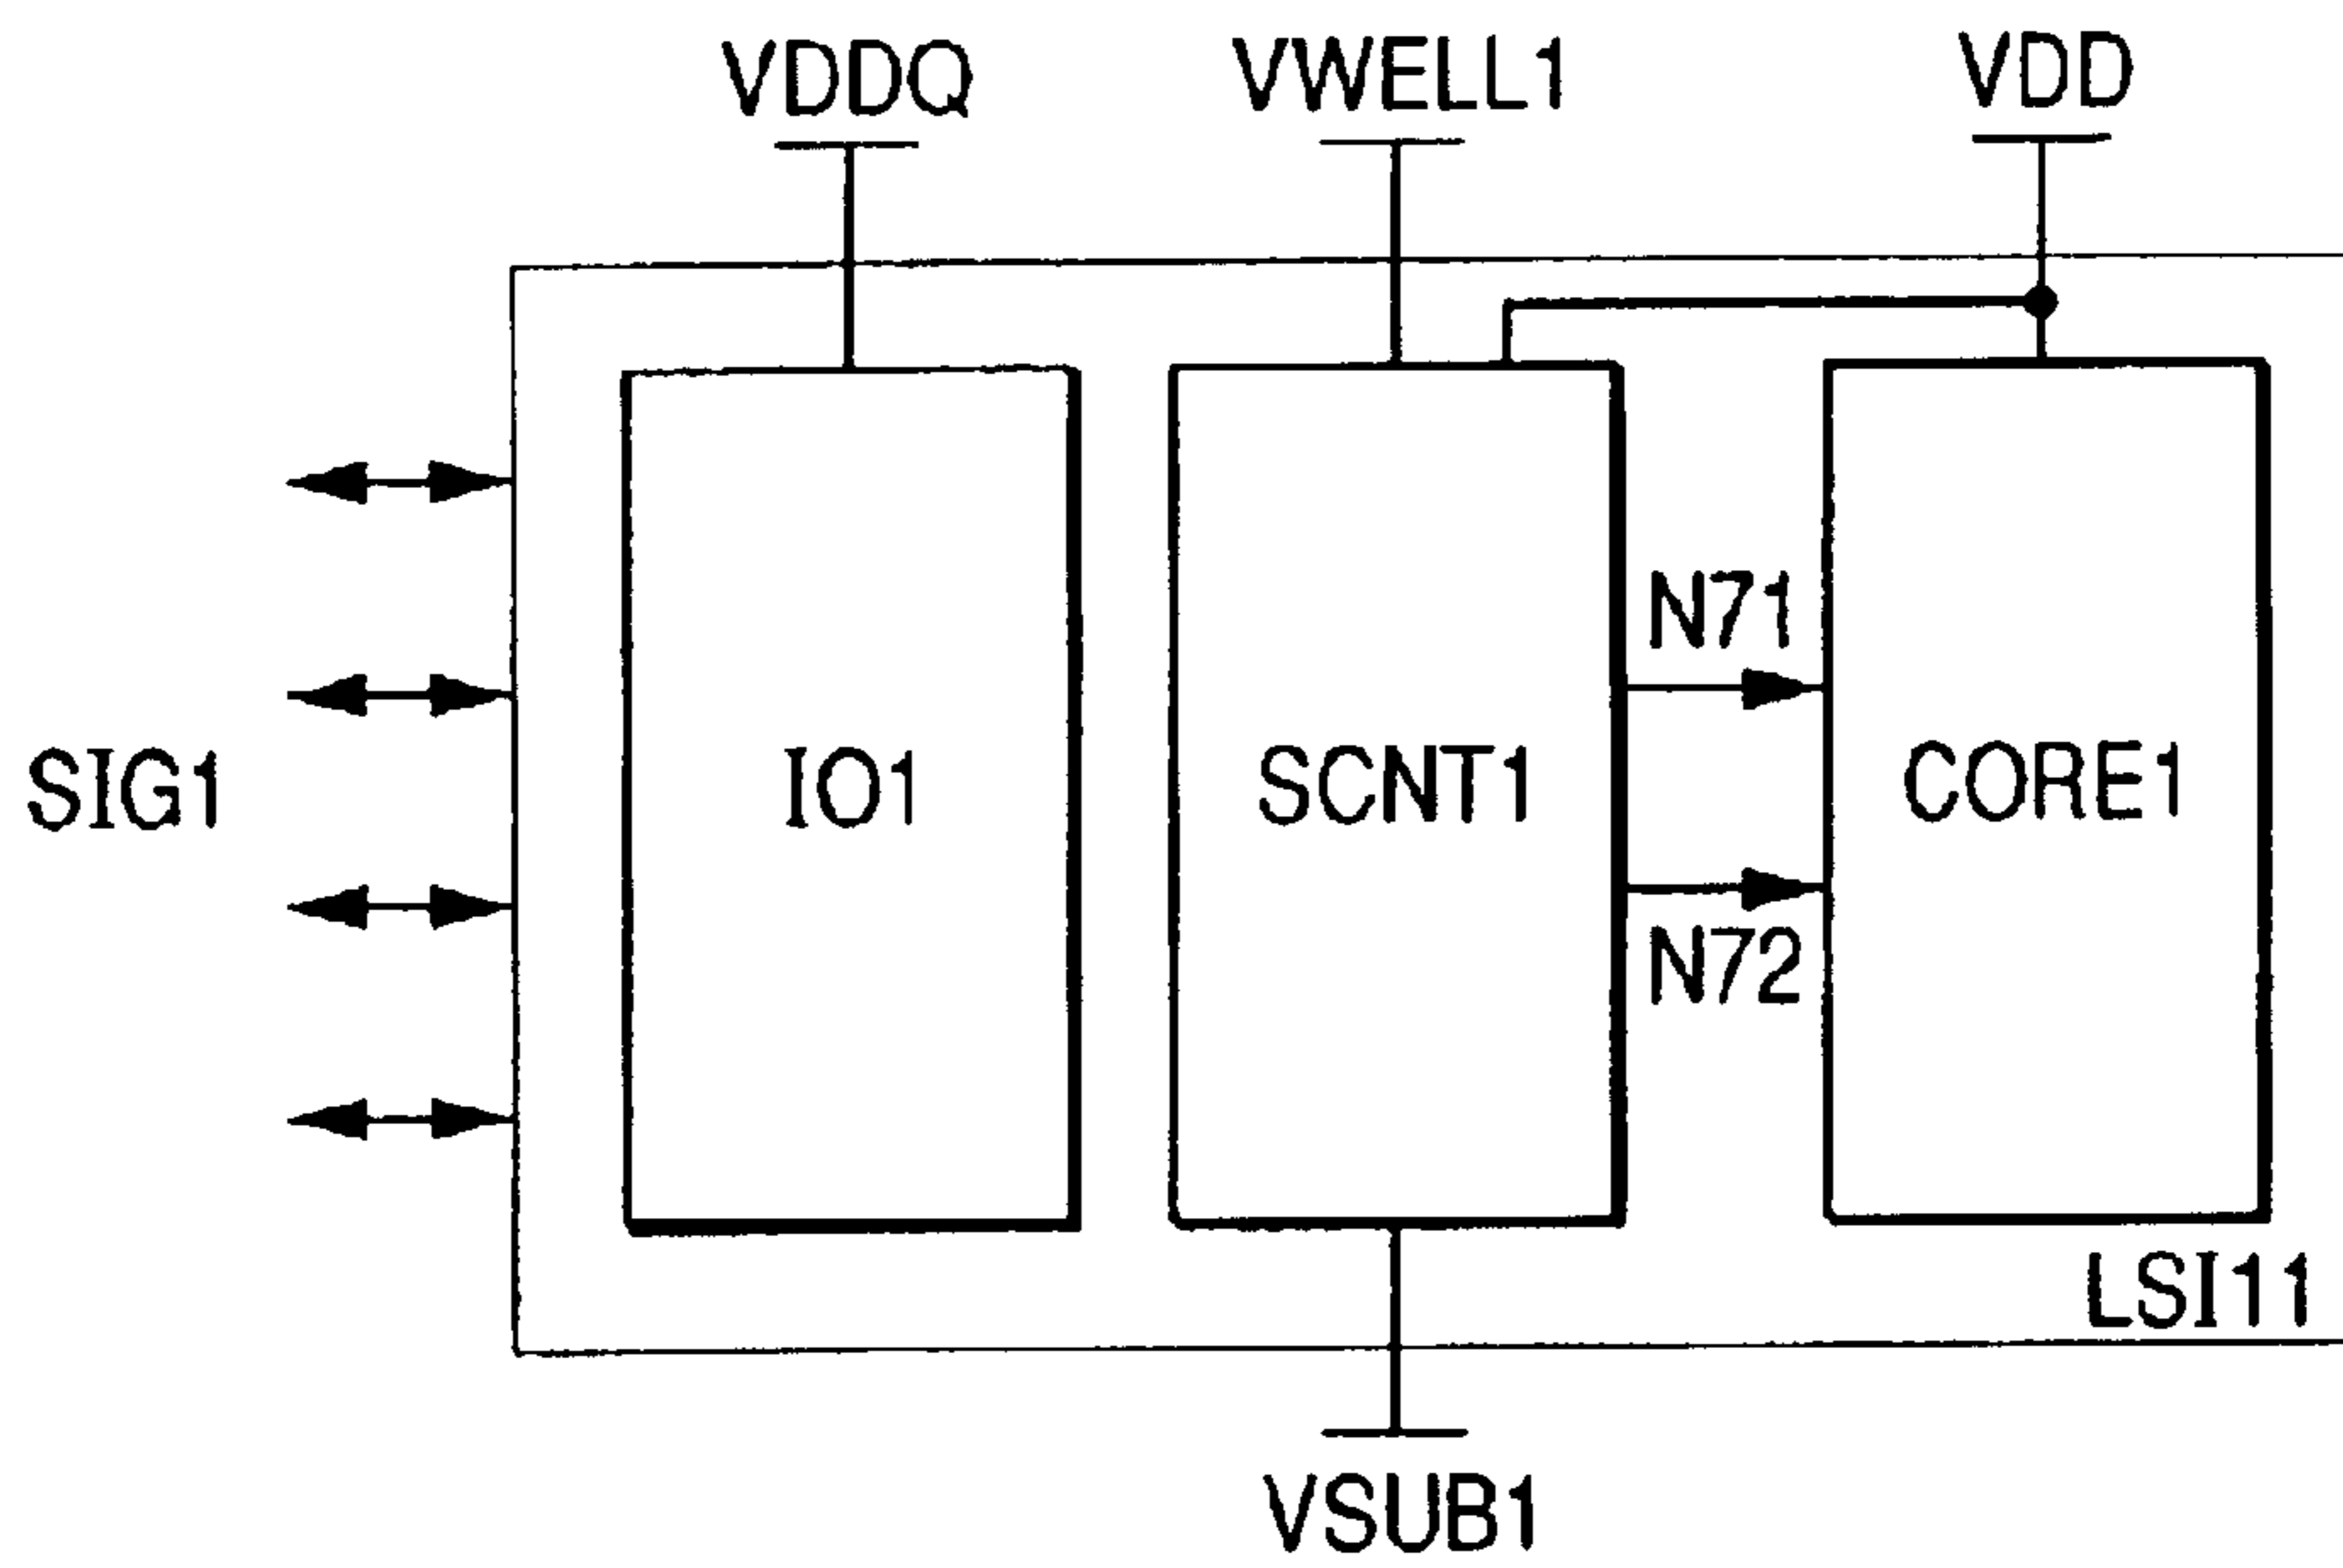 VDDQ
VWELL1
VDD
N71
SIG1
IO1
SCNT1
CORE1
N72
LSI11
VSUB1